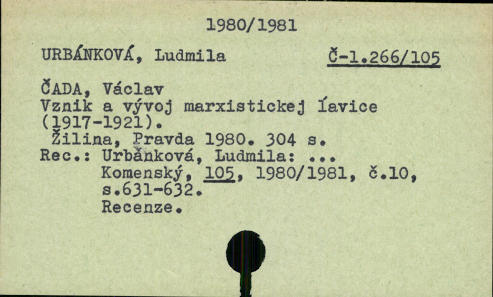 1980/1981
URBÁNKOVÁ, Ludmila Č-1.266/105
ČADA, Václav
Vznik a vývoj marxistickej ĺavice
(1917-1921).
Žilina, Pravda 1980. 304 s.
Rec.: Urbánková, Ludmila: ...
Komenský, 105, 1980/1981, č.10,
s.631-632.
Recenze.